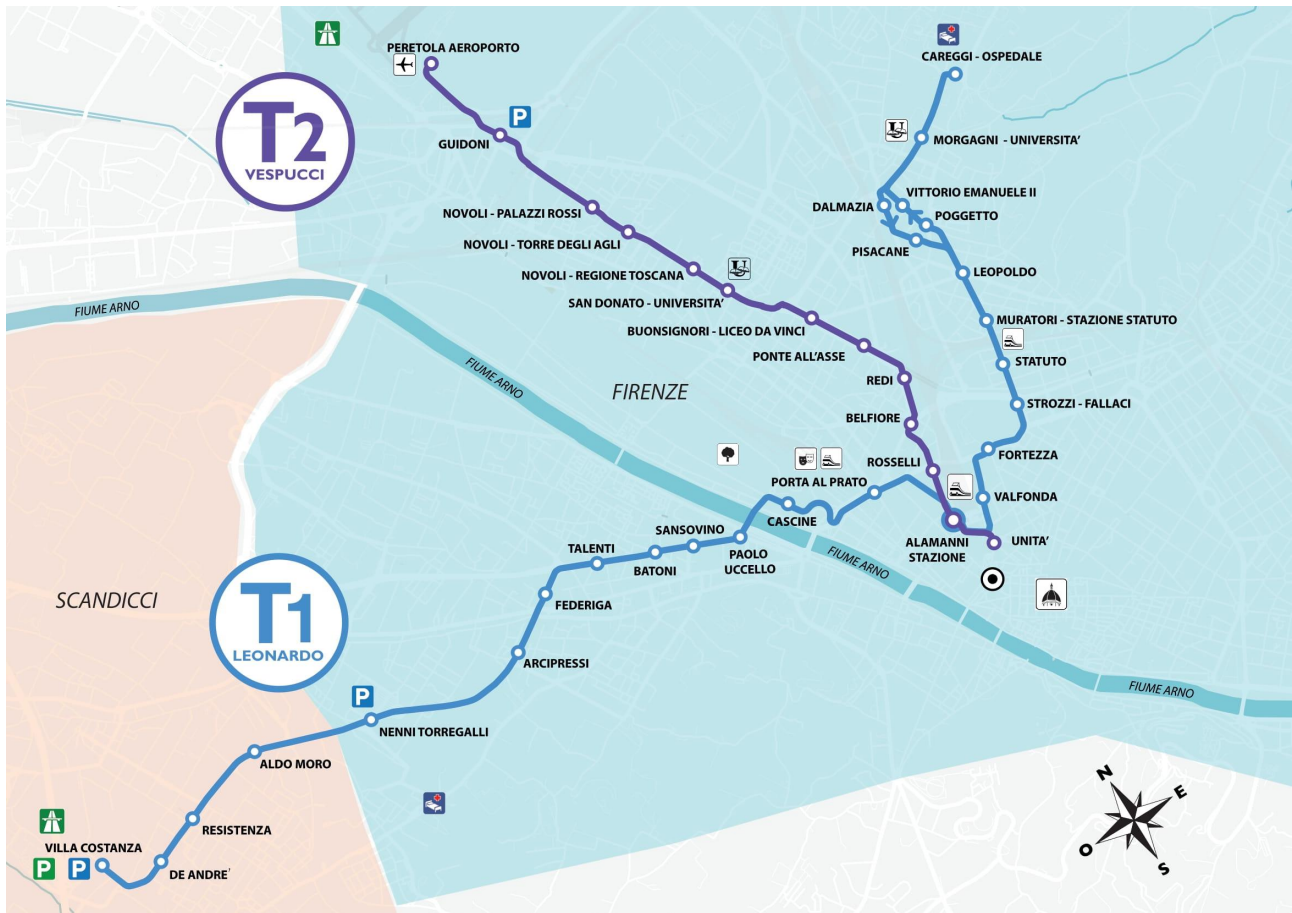 PERETOLA AEROPORTO
CAREGGI - OSPEDALE
T2
VESPUCCI
P
GUIDONI
U
MORGAGNI - UNIVERSITA’
NOVOLI - PALAZZI ROSSI
DALMAZIA
VITTORIO EMANUELE II
POGGETTO
NOVOLI - TORRE DEGLI AGLI
PISACANE
NOVOLI - REGIONE TOSCANA
U
LEOPOLDO
SAN DONATO - UNIVERSITA’
FIUME ARNO
MURATORI - STAZIONE STATUTO
BUONSIGNORI - LICEO DA VINCI
PONTE ALL’ASSE
STATUTO
FIUME ARNO
FIRENZE
REDI
STROZZI - FALLACI
BELFIORE
FORTEZZA
ROSSELLI
PORTA AL PRATO
VALFONDA
CASCINE
SANSOVINO
ALAMANNI
STAZIONE
UNITA’
TALENTI
BATONI
PAOLO
UCCELLO
FIUME ARNO
SCANDICCI
T1
LEONARDO
FEDERIGA
ARCIPRESSI
FIUME ARNO
P
NENNI TORREGALLI
ALDO MORO
N
E
O
S
RESISTENZA
VILLA COSTANZA
P
P
DE ANDRE’